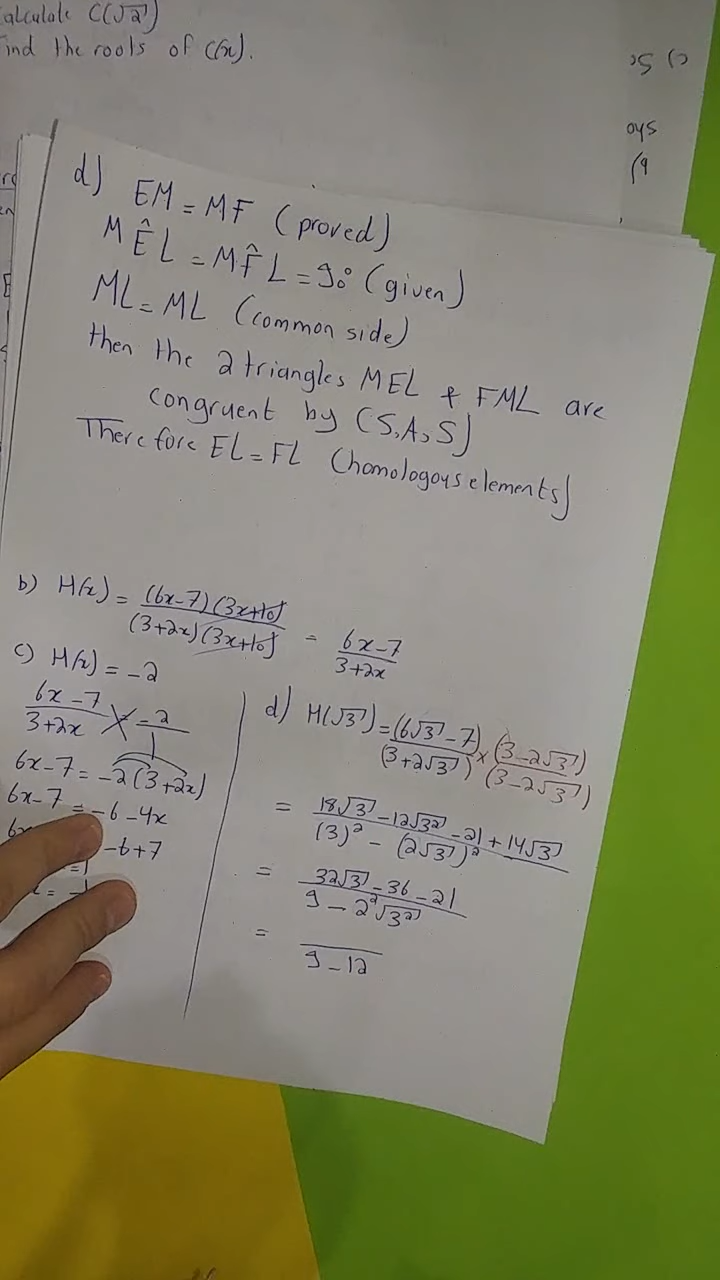 Calculate C(√2)
Find the roots of C(x).
d) EM = MF (proved)
MÊL = MF̂L = 90° (given)
ML = ML (common side)
then the 2 triangles MEL & FML are
congruent by (S,A,S)
Therefore EL = FL (homologous elements)
b) H(x) = (6x-7)(3x+10) / (3+2x)(3x+10) = 6x-7 / 3+2x
c) H(x) = -2
6x-7 / 3+2x = -2 / 1
6x-7 = -2(3+2x)
6x-7 = -6-4x
-6+7
d) H(√3) = (6√3-7) / (3+2√3) × (3-2√3) / (3-2√3)
= 18√3 - 12√3² - 21 + 14√3 / (3)² - (2√3)²
= 32√3 - 36 - 21 / 9 - 2²√3²
= / 9 - 12